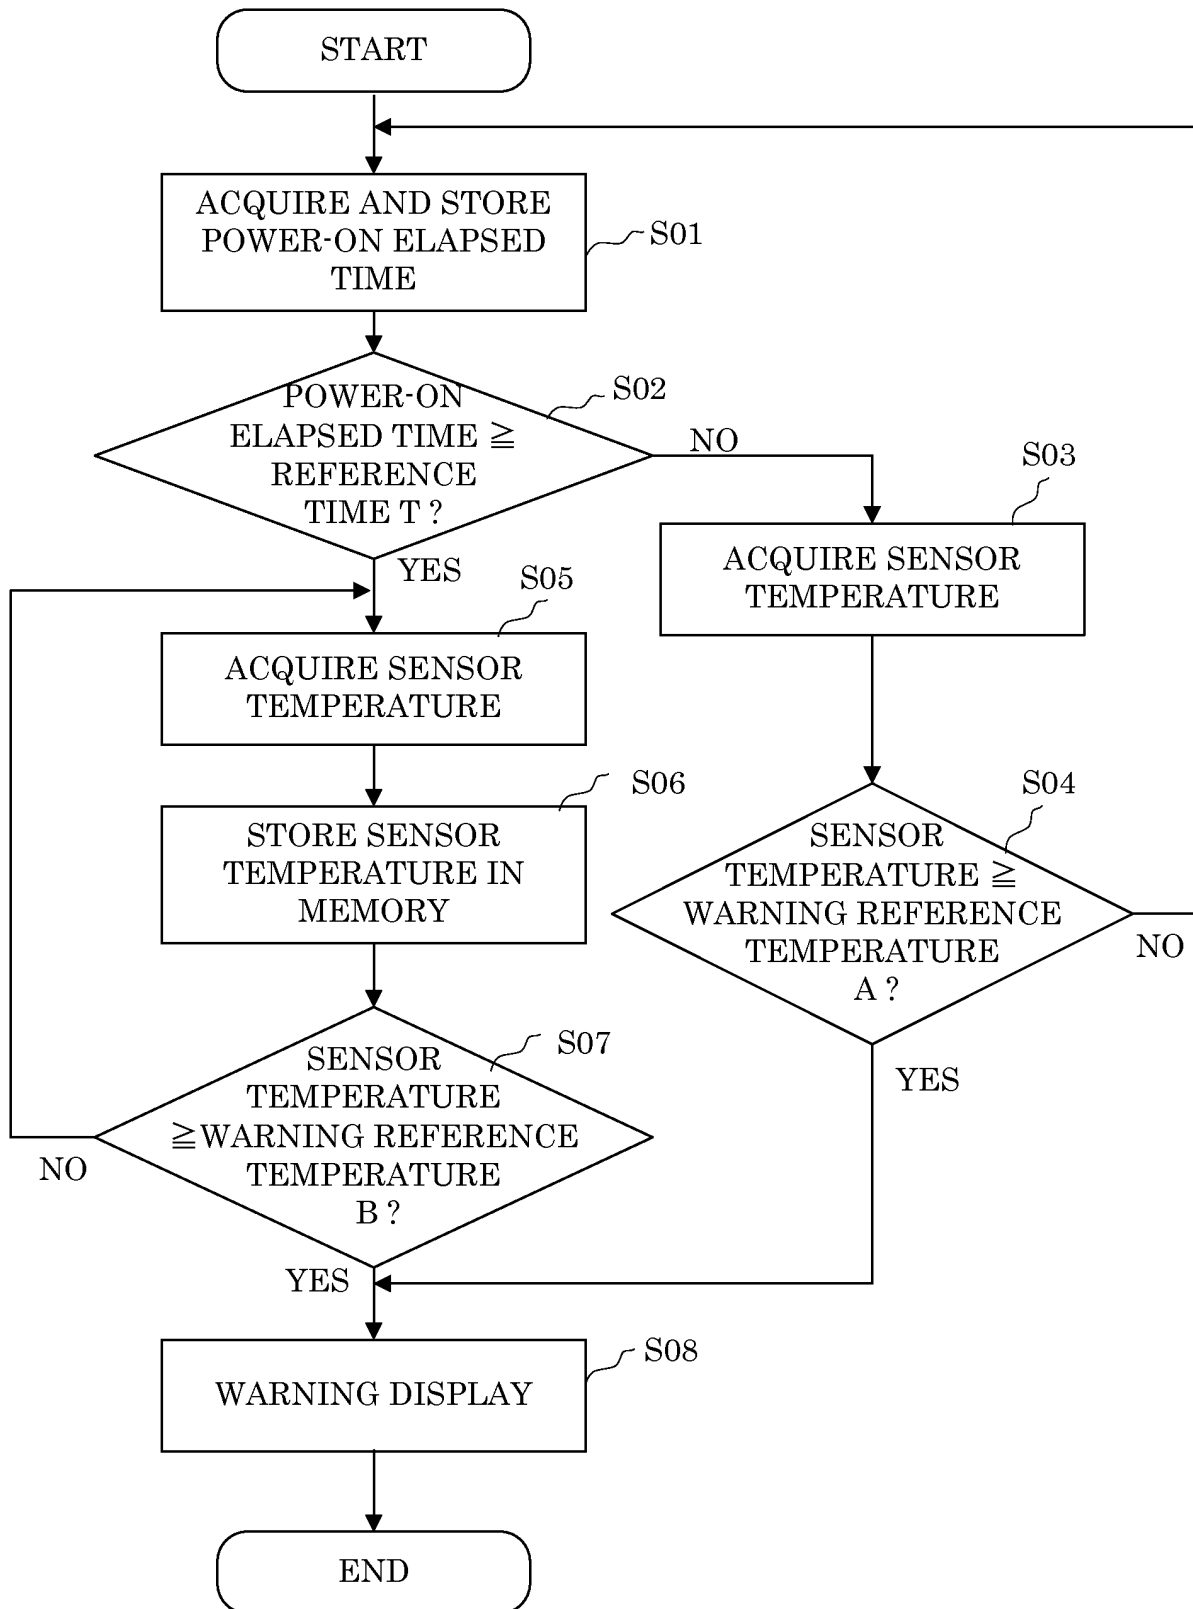 START
ACQUIRE AND STORE
POWER-ON ELAPSED
TIME
S01
POWER-ON
ELAPSED TIME ≧
REFERENCE
TIME T ?
S02
NO
YES
S03
ACQUIRE SENSOR
TEMPERATURE
S05
ACQUIRE SENSOR
TEMPERATURE
S06
STORE SENSOR
TEMPERATURE IN
MEMORY
S04
SENSOR
TEMPERATURE ≧
WARNING REFERENCE
TEMPERATURE
A ?
NO
YES
S07
SENSOR
TEMPERATURE
≧WARNING REFERENCE
TEMPERATURE
B ?
NO
YES
S08
WARNING DISPLAY
END